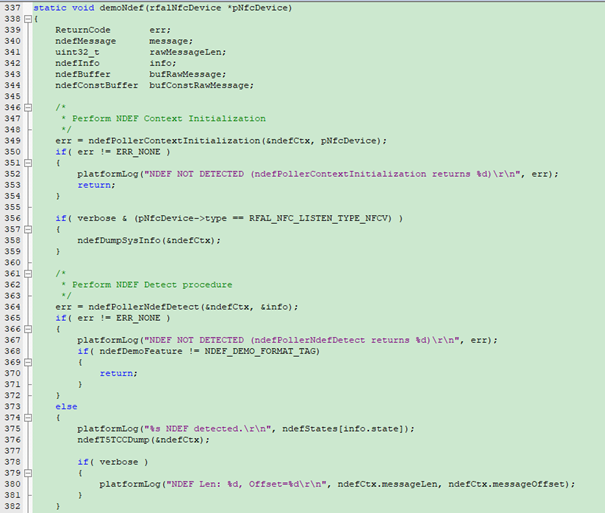 337 static void demoNdef(rfalNfcDevice *pNfcDevice)
338 {
339     ReturnCode       err;
340     ndefMessage      message;
341     uint32_t         rawMessageLen;
342     ndefInfo         info;
343     ndefBuffer       bufRawMessage;
344     ndefConstBuffer  bufConstRawMessage;
345
346     /*
347      * Perform NDEF Context Initialization
348      */
349     err = ndefPollerContextInitialization(&ndefCtx, pNfcDevice);
350     if( err != ERR_NONE )
351     {
352         platformLog("NDEF NOT DETECTED (ndefPollerContextInitialization returns %d)\r\n", err);
353         return;
354     }
355
356     if( verbose & (pNfcDevice->type == RFAL_NFC_LISTEN_TYPE_NFCV) )
357     {
358         ndefDumpSysInfo(&ndefCtx);
359     }
360
361     /*
362      * Perform NDEF Detect procedure
363      */
364     err = ndefPollerNdefDetect(&ndefCtx, &info);
365     if( err != ERR_NONE )
366     {
367         platformLog("NDEF NOT DETECTED (ndefPollerNdefDetect returns %d)\r\n", err);
368         if( ndefDemoFeature != NDEF_DEMO_FORMAT_TAG)
369         {
370             return;
371         }
372     }
373     else
374     {
375         platformLog("%s NDEF detected.\r\n", ndefStates[info.state]);
376         ndefT5TCCDump(&ndefCtx);
377
378         if( verbose )
379         {
380             platformLog("NDEF Len: %d, Offset=%d\r\n", ndefCtx.messageLen, ndefCtx.messageOffset);
381         }
382     }